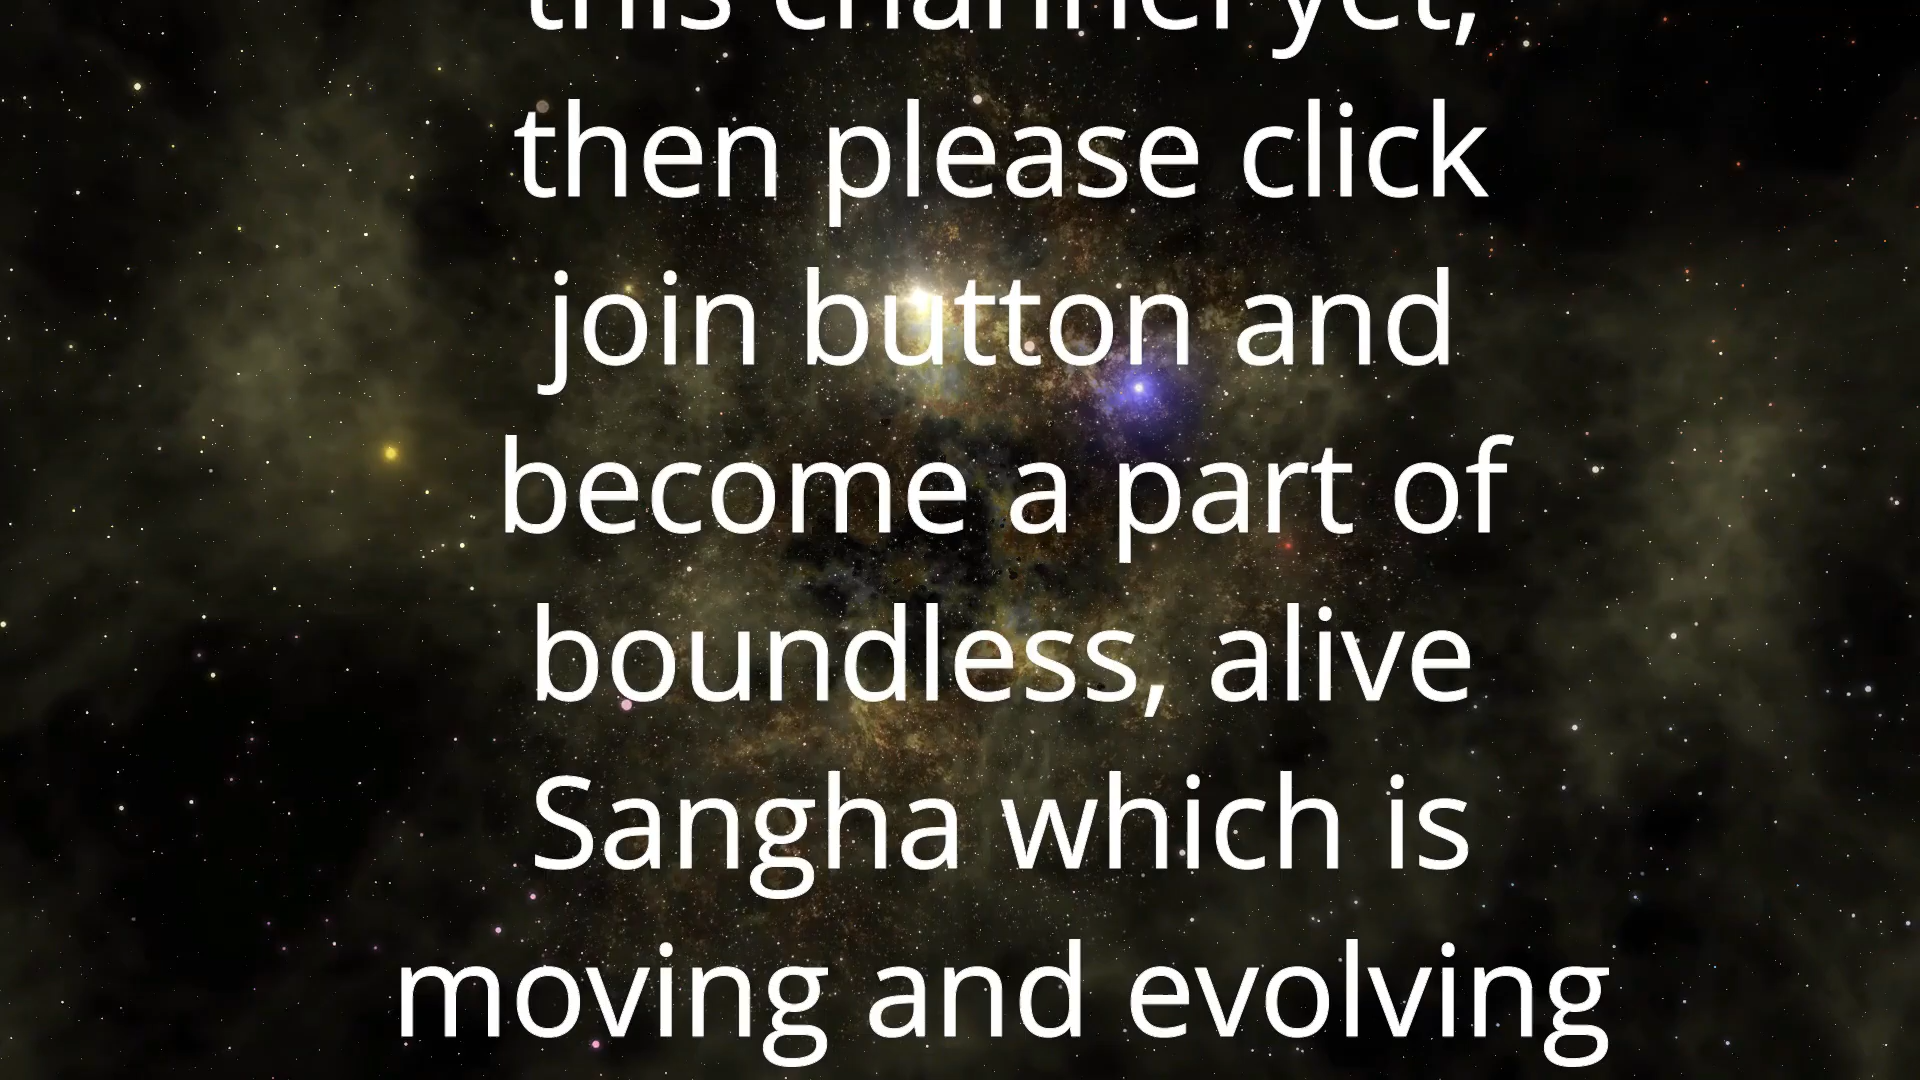 this channel yet,
then please click
join button and
become a part of
boundless, alive
Sangha which is
moving and evolving